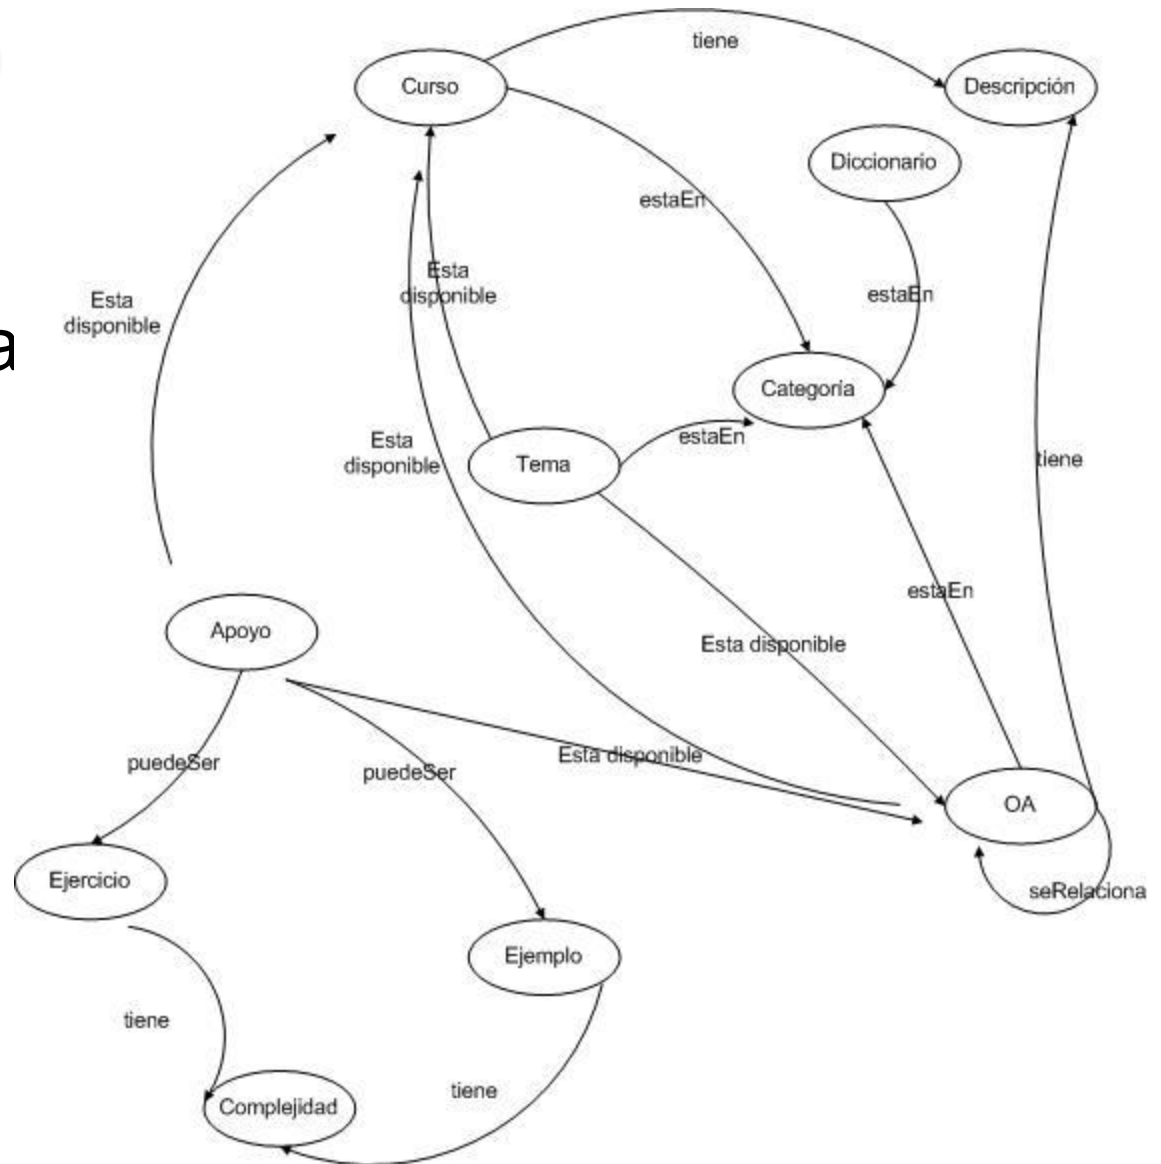 tiene
Curso
Descripción
Diccionario
estaEn
Esta
disponible
estaEn
Esta
disponible
a
Categoría
estaEn
Esta
disponible
Tema
tiene
estaEn
Apoyo
Esta disponible
Esta disponible
puedeSer
puedeSer
OA
Ejercicio
seRelaciona
Ejemplo
tiene
tiene
Complejidad